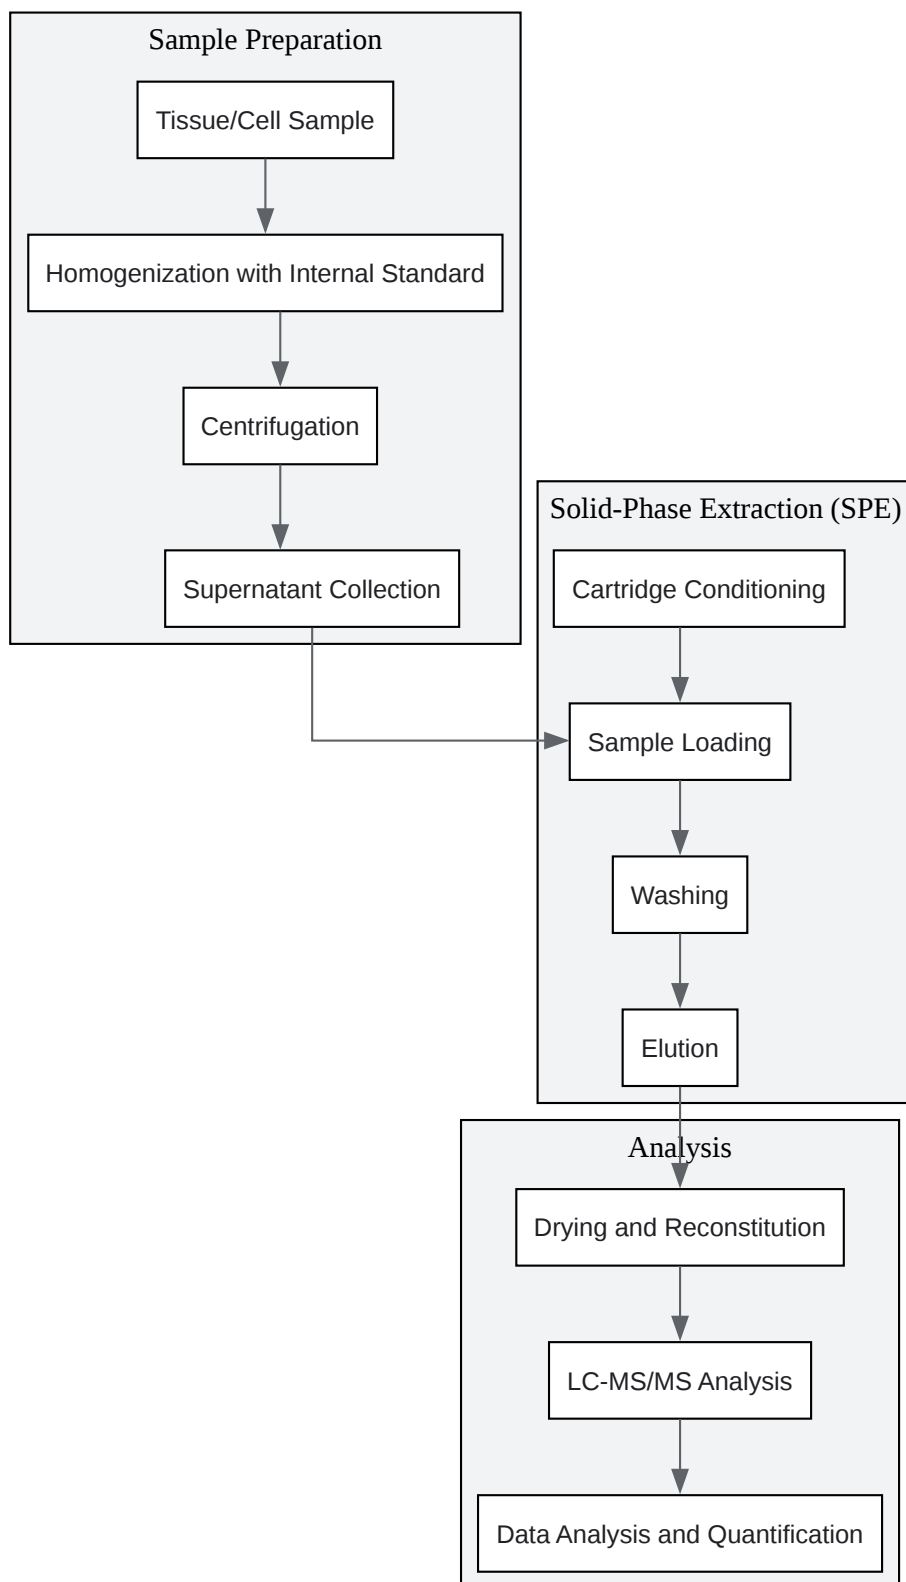 Sample Preparation
Tissue/Cell Sample
Homogenization with Internal Standard
Centrifugation
Supernatant Collection
Solid-Phase Extraction (SPE)
Cartridge Conditioning
Sample Loading
Washing
Elution
Analysis
Drying and Reconstitution
LC-MS/MS Analysis
Data Analysis and Quantification